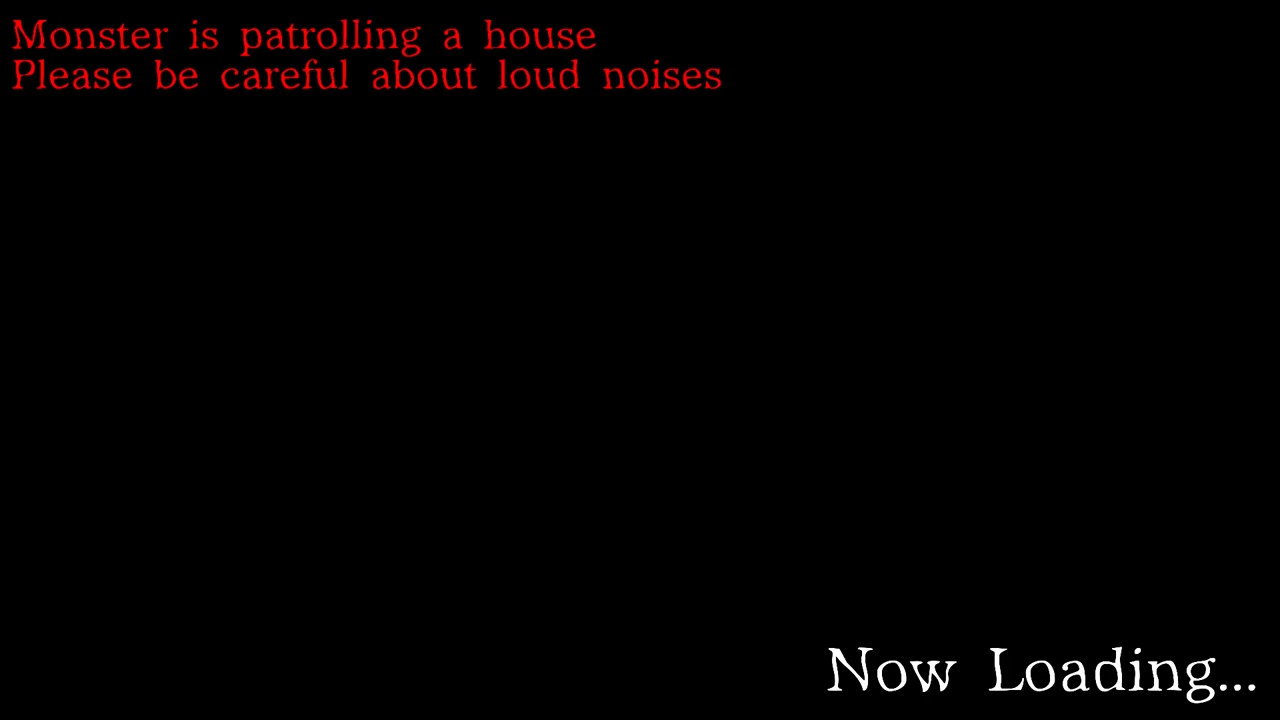 Monster is patrolling a house
Please be careful about loud noises
Now Loading...